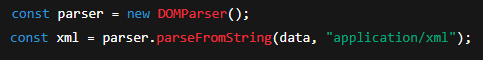 const parser = new DOMParser();
const xml = parser.parseFromString(data, "application/xml");